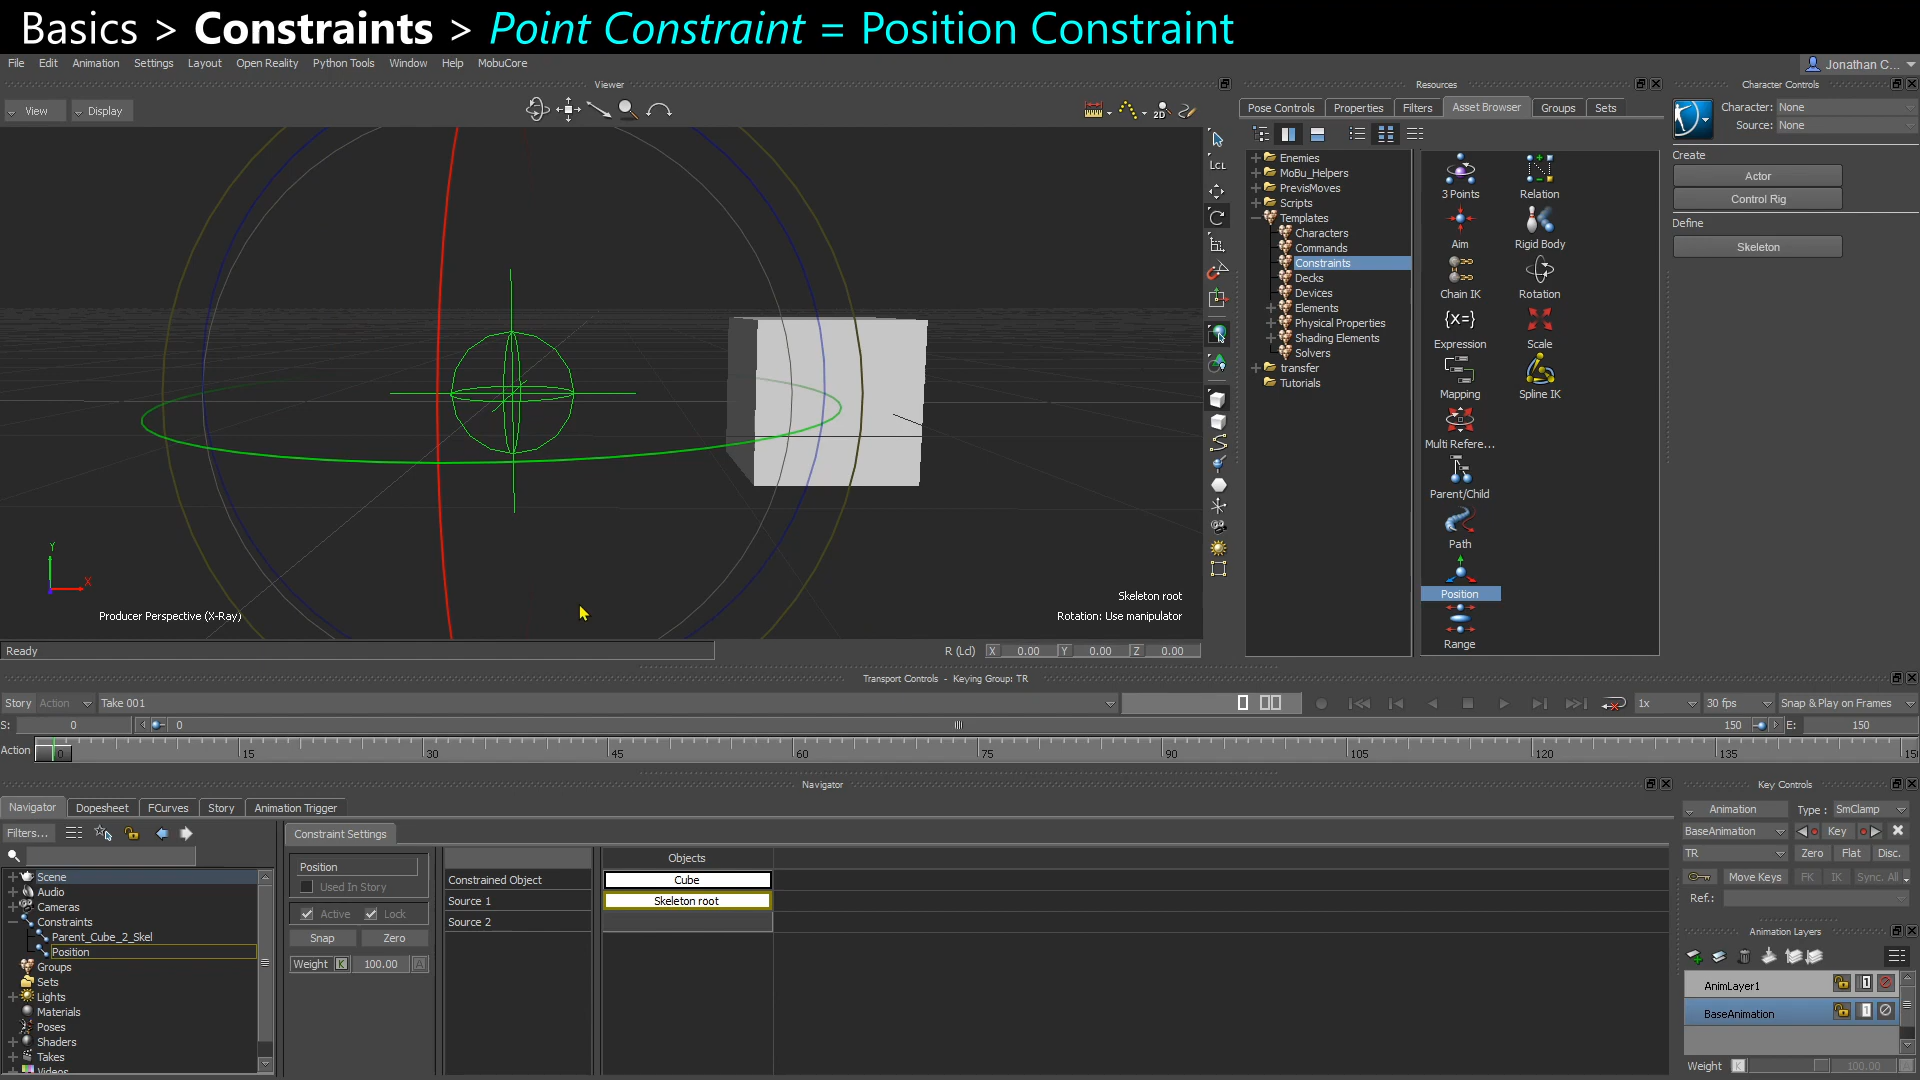 Basics > Constraints > Point Constraint = Position Constraint
File Edit Animation Settings Layout Open Reality Python Tools Window Help MobuCore
Jonathan C...
Viewer
View Display
2D
LCL
Skeleton root
Producer Perspective (X-Ray)
Rotation: Use manipulator
Y
X
Ready
R (Lcl) X 0.00 Y 0.00 Z 0.00
Resources
Pose Controls Properties Filters Asset Browser Groups Sets
Enemies
MoBu_Helpers
PrevisMoves
Scripts
Templates
Characters
Commands
Constraints
Decks
Devices
Elements
Physical Properties
Shading Elements
Solvers
transfer
Tutorials
3 Points Relation
Aim Rigid Body
Chain IK Rotation
{x=}
Expression Scale
Mapping Spline IK
Multi Refere...
Parent/Child
Path
Position
Range
Character Controls
Character: None
Source: None
Create
Actor
Control Rig
Define
Skeleton
Transport Controls - Keying Group: TR
Story Action Take 001 1x 30 fps Snap & Play on Frames
S: 0 0 150 E: 150
Action 0 15 30 45 60 75 90 105 120 135
Navigator
Navigator Dopesheet FCurves Story Animation Trigger
Filters...
Scene
Audio
Cameras
Constraints
Parent_Cube_2_Skel
Position
Groups
Sets
Lights
Materials
Poses
Shaders
Takes
Videos
Constraint Settings
Position
Used In Story
Active Lock
Snap Zero
Weight K 100.00 A
Objects
Constrained Object Cube
Source 1 Skeleton root
Source 2
Key Controls
Animation Type : SmClamp
BaseAnimation Key
TR Zero Flat Disc.
Move Keys FK IK Sync. All
Ref.:
Animation Layers
AnimLayer1
BaseAnimation
Weight K 100.00 A